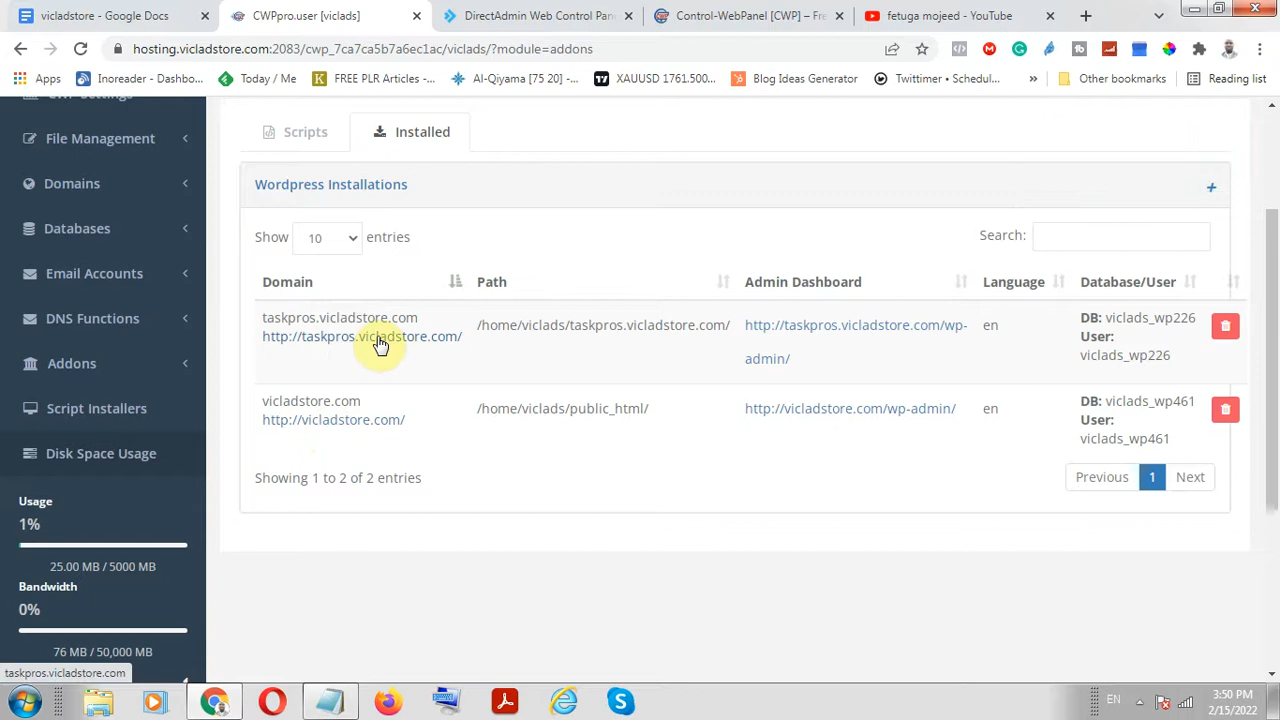 vicladstore - Google Docs
CWPpro.user [viclads]
DirectAdmin Web Control Pan
Control-WebPanel [CWP] – Fre
fetuga mojeed - YouTube
hosting.vicladstore.com:2083/cwp_7ca7ca5b7a6ec1ac/viclads/?module=addons
Apps
Inoreader - Dashbo...
Today / Me
FREE PLR Articles -...
Al-Qiyama [75 20] -...
XAUUSD 1761.500...
Blog Ideas Generator
Twittimer • Schedul...
»
Other bookmarks
Reading list
CWP Settings
File Management
Domains
Databases
Email Accounts
DNS Functions
Addons
Script Installers
Disk Space Usage
Usage
1%
25.00 MB / 5000 MB
Bandwidth
0%
76 MB / 50,000 MB
Scripts
Installed
Wordpress Installations
+
Show 10 entries
Search:
Domain Path Admin Dashboard Language Database/User
taskpros.vicladstore.com
http://taskpros.vicladstore.com/
/home/viclads/taskpros.vicladstore.com/
http://taskpros.vicladstore.com/wp-
admin/
en
DB: viclads_wp226
User:
viclads_wp226
vicladstore.com
http://vicladstore.com/
/home/viclads/public_html/
http://vicladstore.com/wp-admin/
en
DB: viclads_wp461
User:
viclads_wp461
Showing 1 to 2 of 2 entries
Previous 1 Next
taskpros.vicladstore.com
EN
3:50 PM
2/15/2022